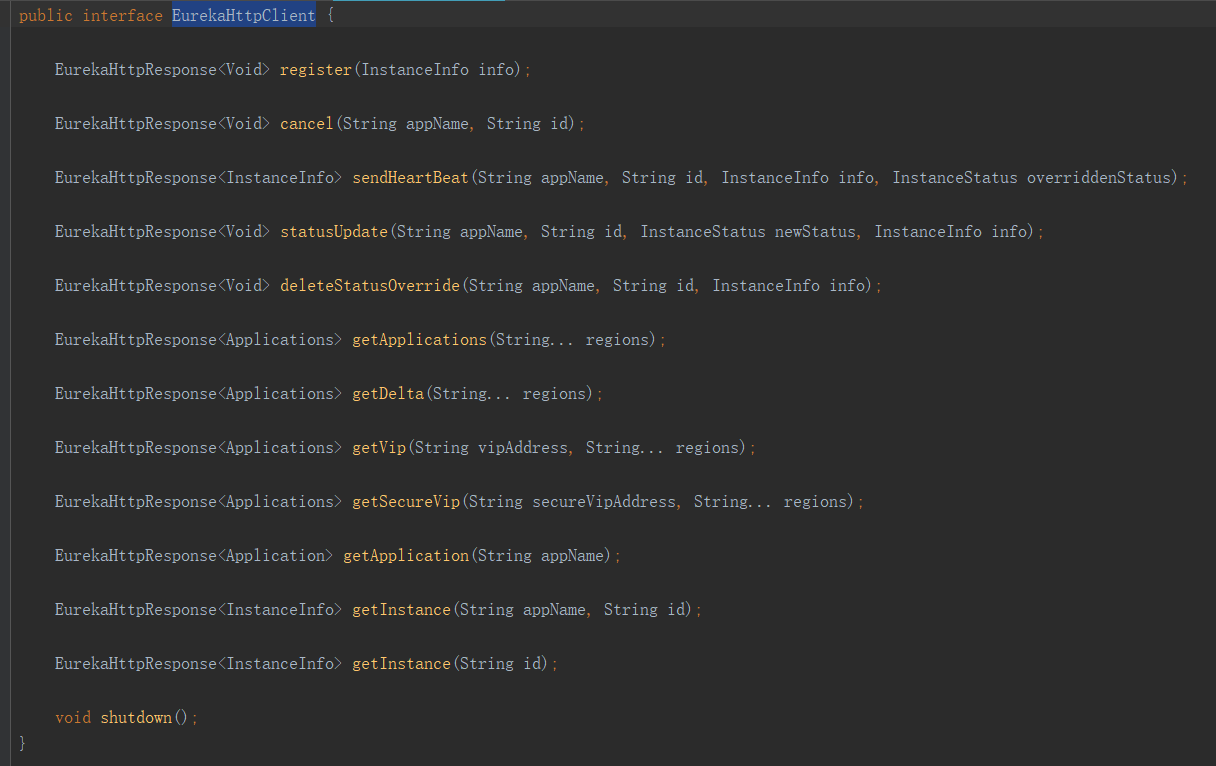 public interface EurekaHttpClient {
EurekaHttpResponse<Void> register(InstanceInfo info);
EurekaHttpResponse<Void> cancel(String appName, String id);
EurekaHttpResponse<InstanceInfo> sendHeartBeat(String appName, String id, InstanceInfo info, InstanceStatus overriddenStatus);
EurekaHttpResponse<Void> statusUpdate(String appName, String id, InstanceStatus newStatus, InstanceInfo info);
EurekaHttpResponse<Void> deleteStatusOverride(String appName, String id, InstanceInfo info);
EurekaHttpResponse<Applications> getApplications(String... regions);
EurekaHttpResponse<Applications> getDelta(String... regions);
EurekaHttpResponse<Applications> getVip(String vipAddress, String... regions);
EurekaHttpResponse<Applications> getSecureVip(String secureVipAddress, String... regions);
EurekaHttpResponse<Application> getApplication(String appName);
EurekaHttpResponse<InstanceInfo> getInstance(String appName, String id);
EurekaHttpResponse<InstanceInfo> getInstance(String id);
void shutdown();
}